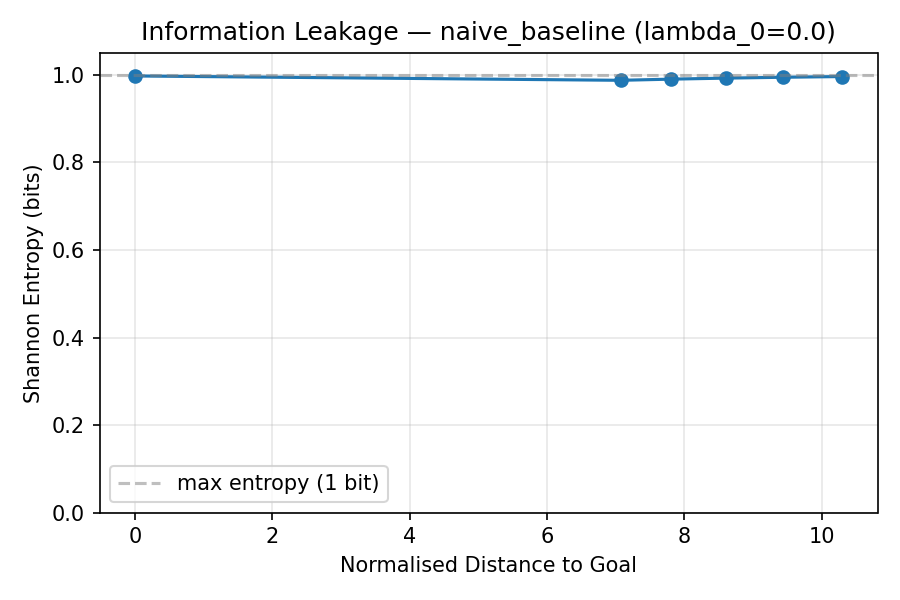 Information Leakage — naive_baseline (lambda_0=0.0)
Shannon Entropy (bits)
1.0
0.8
0.6
0.4
0.2
0.0
max entropy (1 bit)
0 2 4 6 8 10
Normalised Distance to Goal